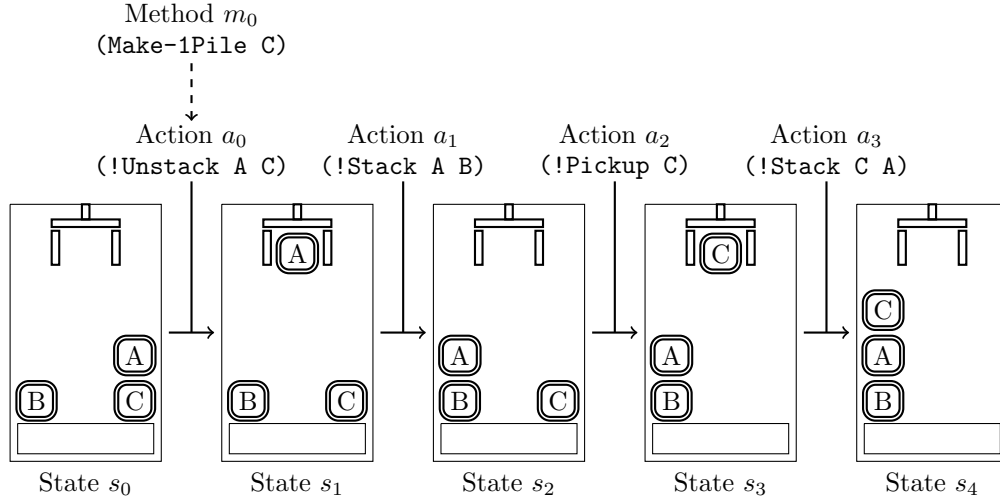 Method m₀
(Make-1Pile C)
Action a₀
(!Unstack A C)
Action a₁
(!Stack A B)
Action a₂
(!Pickup C)
Action a₃
(!Stack C A)
B
A
C
State s₀
A
B
C
State s₁
A
B
C
State s₂
C
A
B
State s₃
C
A
B
State s₄